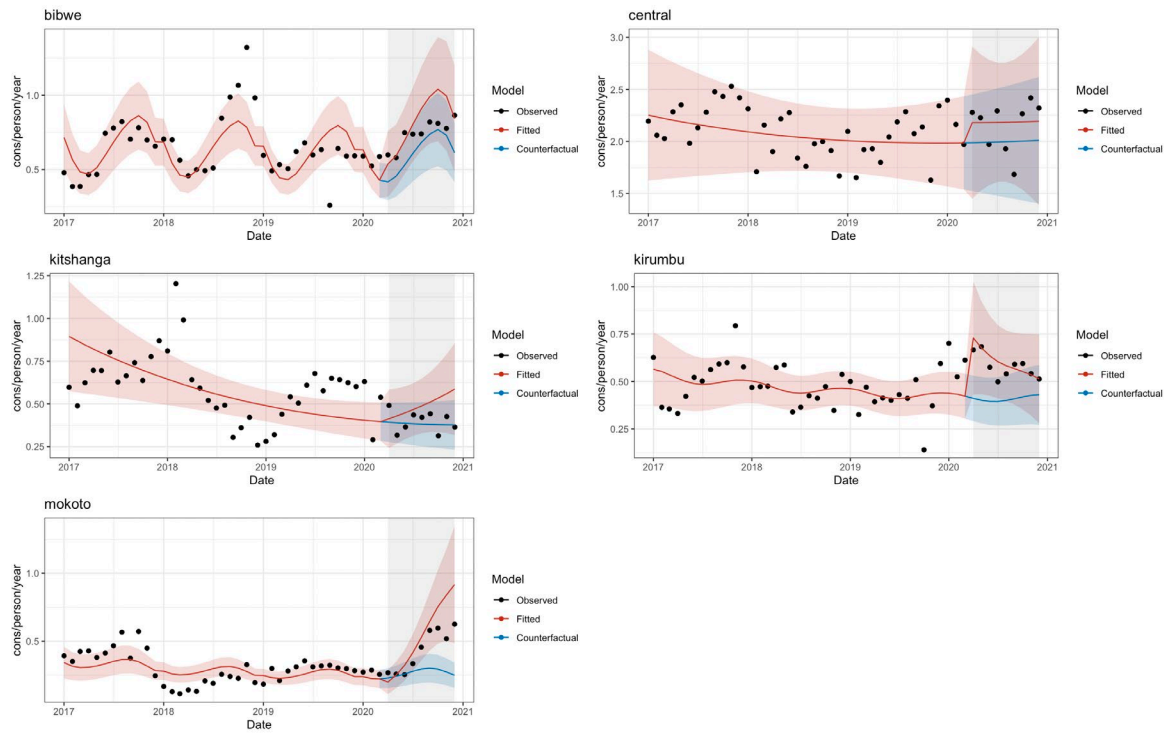 bibwe
cons/person/year
1.0
0.5
2017
2018
2019
2020
2021
Date
Model
Observed
Fitted
Counterfactual
central
cons/person/year
3.0
2.5
2.0
1.5
2017
2018
2019
2020
2021
Date
Model
Observed
Fitted
Counterfactual
kitshanga
cons/person/year
1.25
1.00
0.75
0.50
0.25
2017
2018
2019
2020
2021
Date
Model
Observed
Fitted
Counterfactual
kirumbu
cons/person/year
1.00
0.75
0.50
0.25
2017
2018
2019
2020
2021
Date
Model
Observed
Fitted
Counterfactual
mokoto
cons/person/year
1.0
0.5
2017
2018
2019
2020
2021
Date
Model
Observed
Fitted
Counterfactual